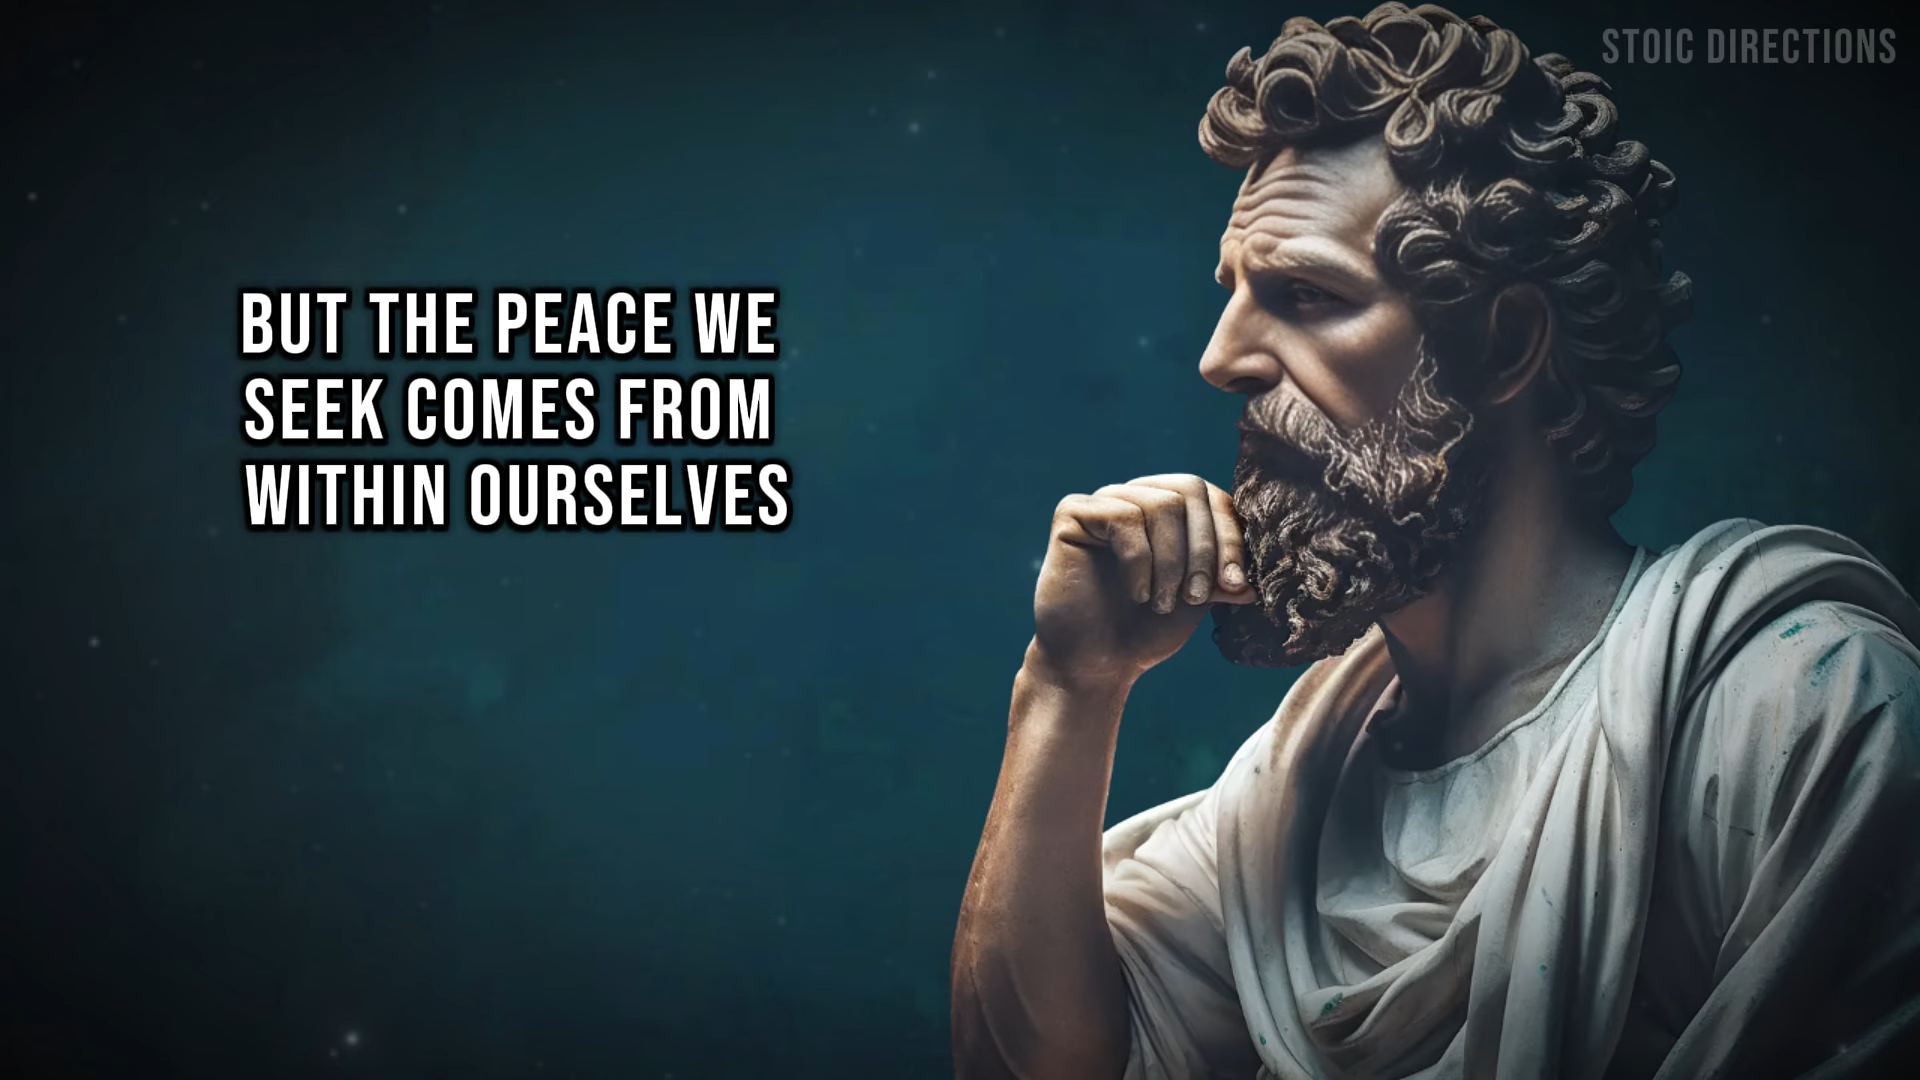 STOIC DIRECTIONS
BUT THE PEACE WE
SEEK COMES FROM
WITHIN OURSELVES